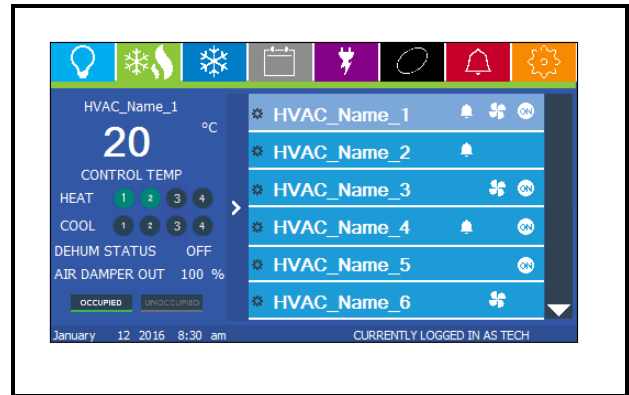 HVAC_Name_1
20 °C
CONTROL TEMP
HEAT 1 2 3 4
COOL 1 2 3 4
DEHUM STATUS OFF
AIR DAMPER OUT 100 %
OCCUPIED UNOCCUPIED
HVAC_Name_1 ON
HVAC_Name_2
HVAC_Name_3 ON
HVAC_Name_4 ON
HVAC_Name_5 ON
HVAC_Name_6
January 12 2016 8:30 am CURRENTLY LOGGED IN AS TECH